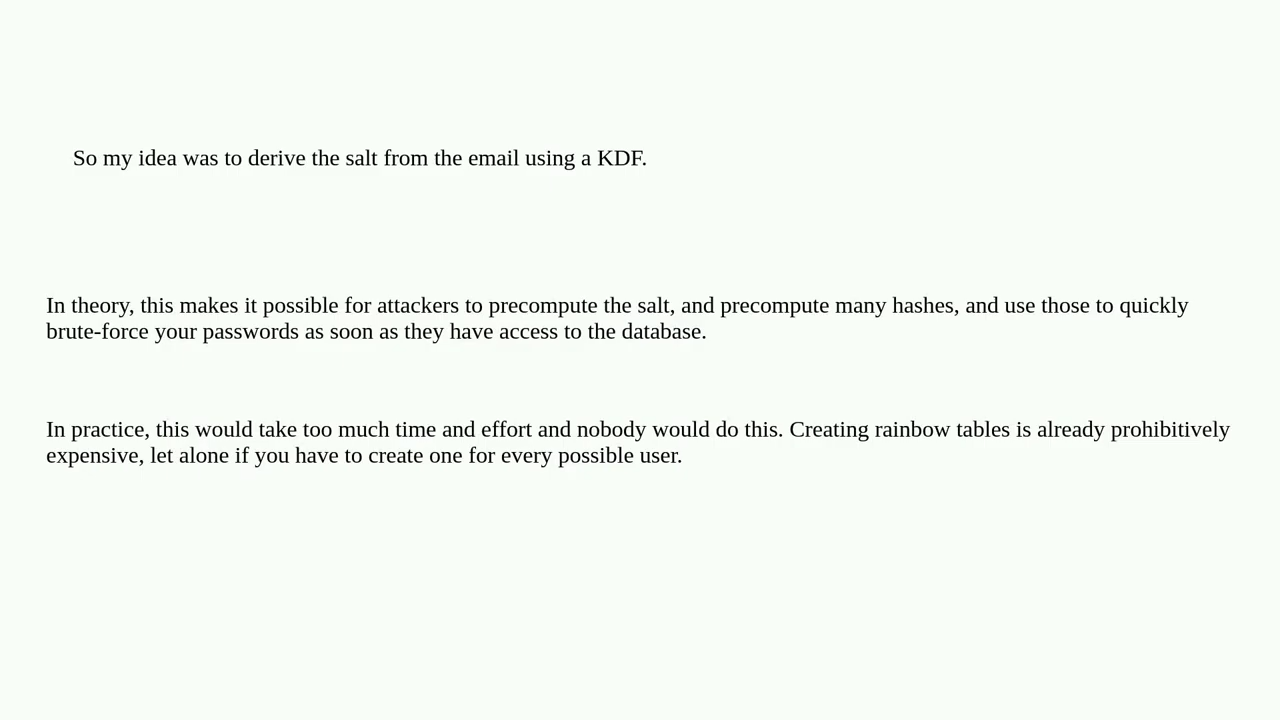 So my idea was to derive the salt from the email using a KDF.
In theory, this makes it possible for attackers to precompute the salt, and precompute many hashes, and use those to quickly
brute-force your passwords as soon as they have access to the database.
In practice, this would take too much time and effort and nobody would do this. Creating rainbow tables is already prohibitively
expensive, let alone if you have to create one for every possible user.